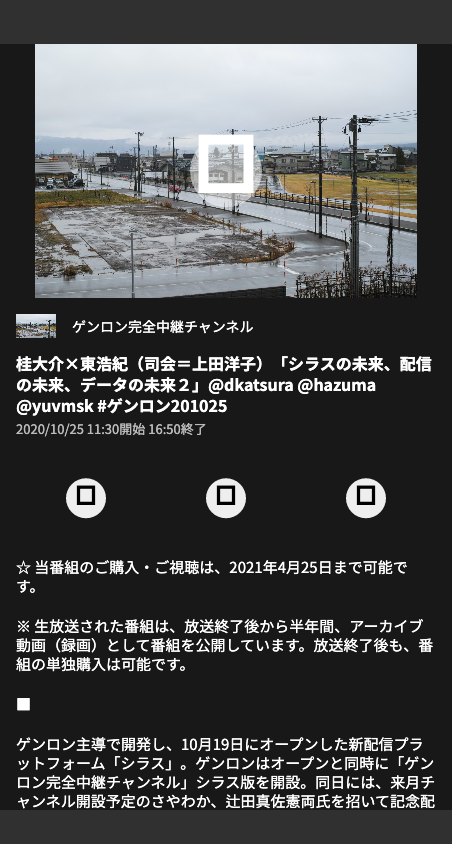 ゲンロン完全中継チャンネル
桂大介×東浩紀（司会＝上田洋子）「シラスの未来、配信
の未来、データの未来２」@dkatsura @hazuma
@yuvmsk #ゲンロン201025
2020/10/25 11:30開始 16:50終了
☆ 当番組のご購入・ご視聴は、2021年4月25日まで可能で
す。
※ 生放送された番組は、放送終了後から半年間、アーカイブ
動画（録画）として番組を公開しています。放送終了後も、番
組の単独購入は可能です。
ゲンロン主導で開発し、10月19日にオープンした新配信プラ
ットフォーム「シラス」。ゲンロンはオープンと同時に「ゲン
ロン完全中継チャンネル」シラス版を開設。同日には、来月チ
ャンネル開設予定のさやわか、辻田真佐憲両氏を招いて記念配